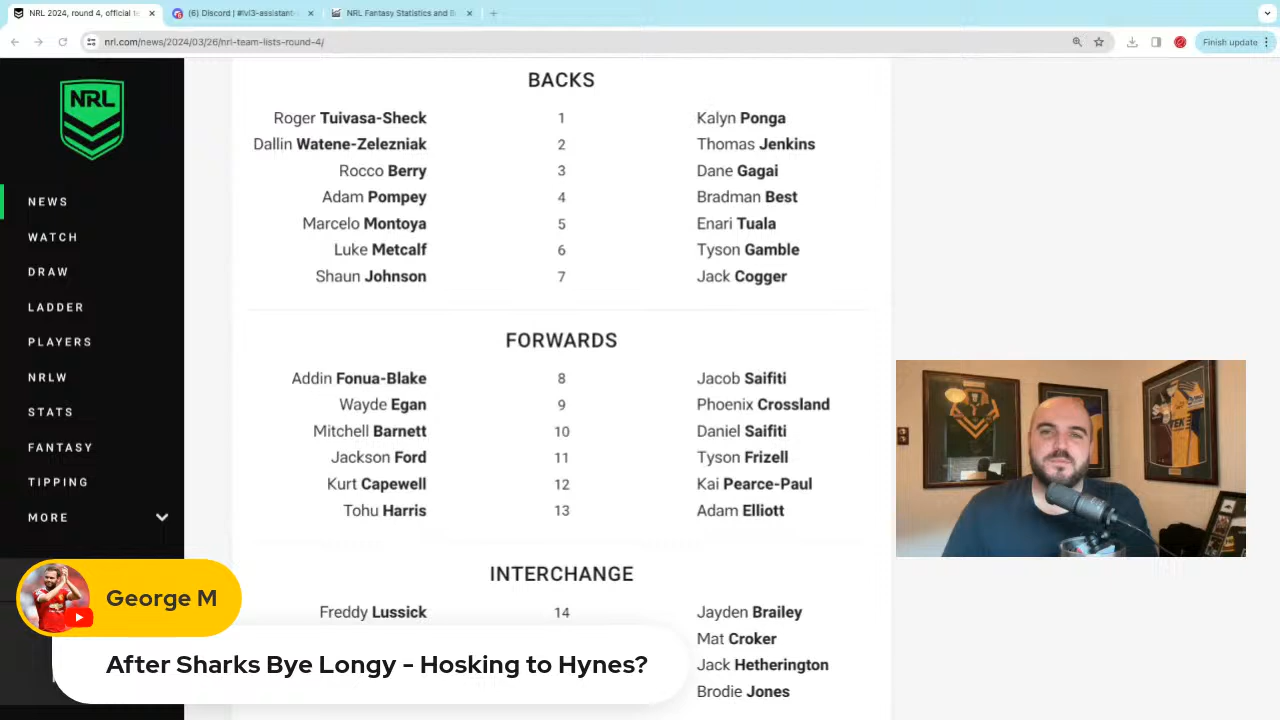 NRL 2024, round 4, official te
(6) Discord | #lvl3-assistant-
NRL Fantasy Statistics and B
nrl.com/news/2024/03/26/nrl-team-lists-round-4/
Finish update
NRL
NEWS
WATCH
DRAW
LADDER
PLAYERS
NRLW
STATS
FANTASY
TIPPING
MORE
BACKS
Roger Tuivasa-Sheck 1 Kalyn Ponga
Dallin Watene-Zelezniak 2 Thomas Jenkins
Rocco Berry 3 Dane Gagai
Adam Pompey 4 Bradman Best
Marcelo Montoya 5 Enari Tuala
Luke Metcalf 6 Tyson Gamble
Shaun Johnson 7 Jack Cogger
FORWARDS
Addin Fonua-Blake 8 Jacob Saifiti
Wayde Egan 9 Phoenix Crossland
Mitchell Barnett 10 Daniel Saifiti
Jackson Ford 11 Tyson Frizell
Kurt Capewell 12 Kai Pearce-Paul
Tohu Harris 13 Adam Elliott
INTERCHANGE
Freddy Lussick 14 Jayden Brailey
Mat Croker
Jack Hetherington
Brodie Jones
George M
After Sharks Bye Longy - Hosking to Hynes?